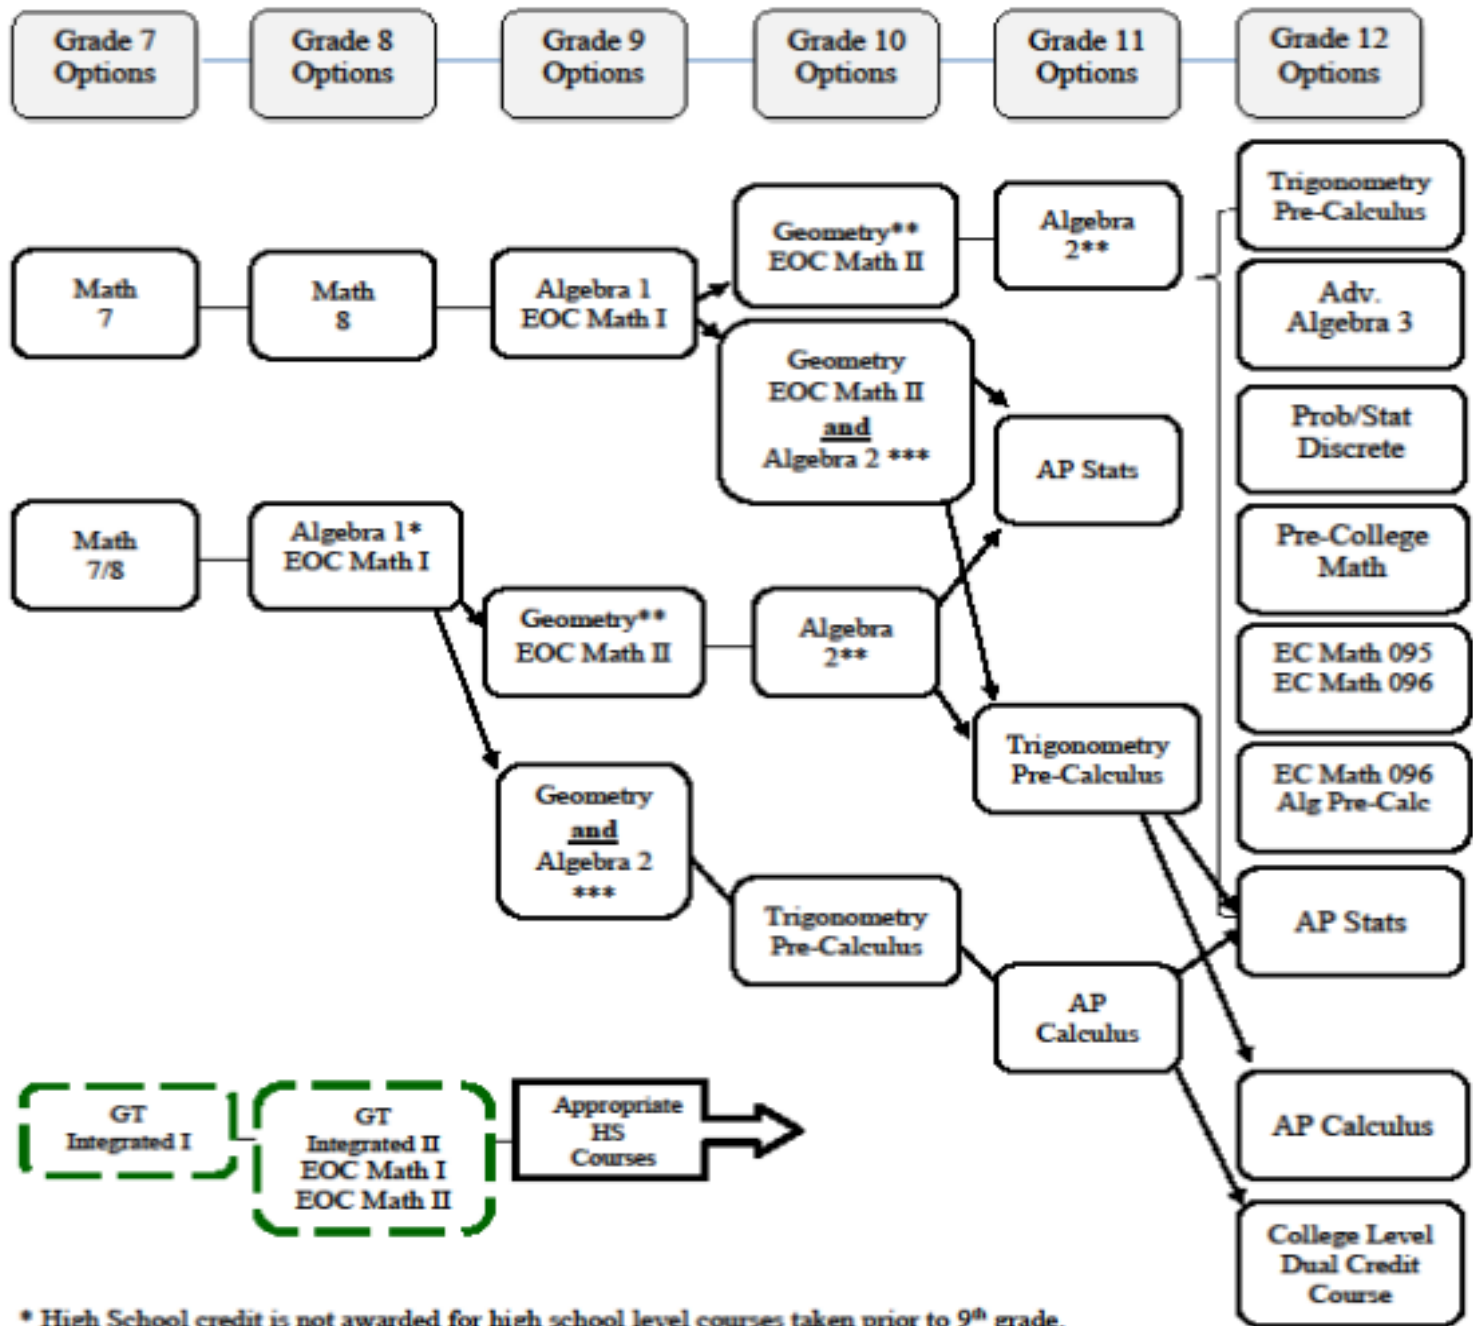 Grade 7
Options
Grade 8
Options
Grade 9
Options
Grade 10
Options
Grade 11
Options
Grade 12
Options
Math
7
Math
8
Algebra 1
EOC Math I
Geometry**
EOC Math II
Algebra
2**
Geometry
EOC Math II
and
Algebra 2 ***
AP Stats
Math
7/8
Algebra 1*
EOC Math I
Geometry**
EOC Math II
Algebra
2**
Trigonometry
Pre-Calculus
Geometry
and
Algebra 2
***
Trigonometry
Pre-Calculus
AP
Calculus
Trigonometry
Pre-Calculus
Adv.
Algebra 3
Prob/Stat
Discrete
Pre-College
Math
EC Math 095
EC Math 096
EC Math 096
Alg Pre-Calc
AP Stats
AP Calculus
College Level
Dual Credit
Course
GT
Integrated I
GT
Integrated II
EOC Math I
EOC Math II
Appropriate
HS
Courses
* High School credit is not awarded for high school level courses taken prior to 9th grade.